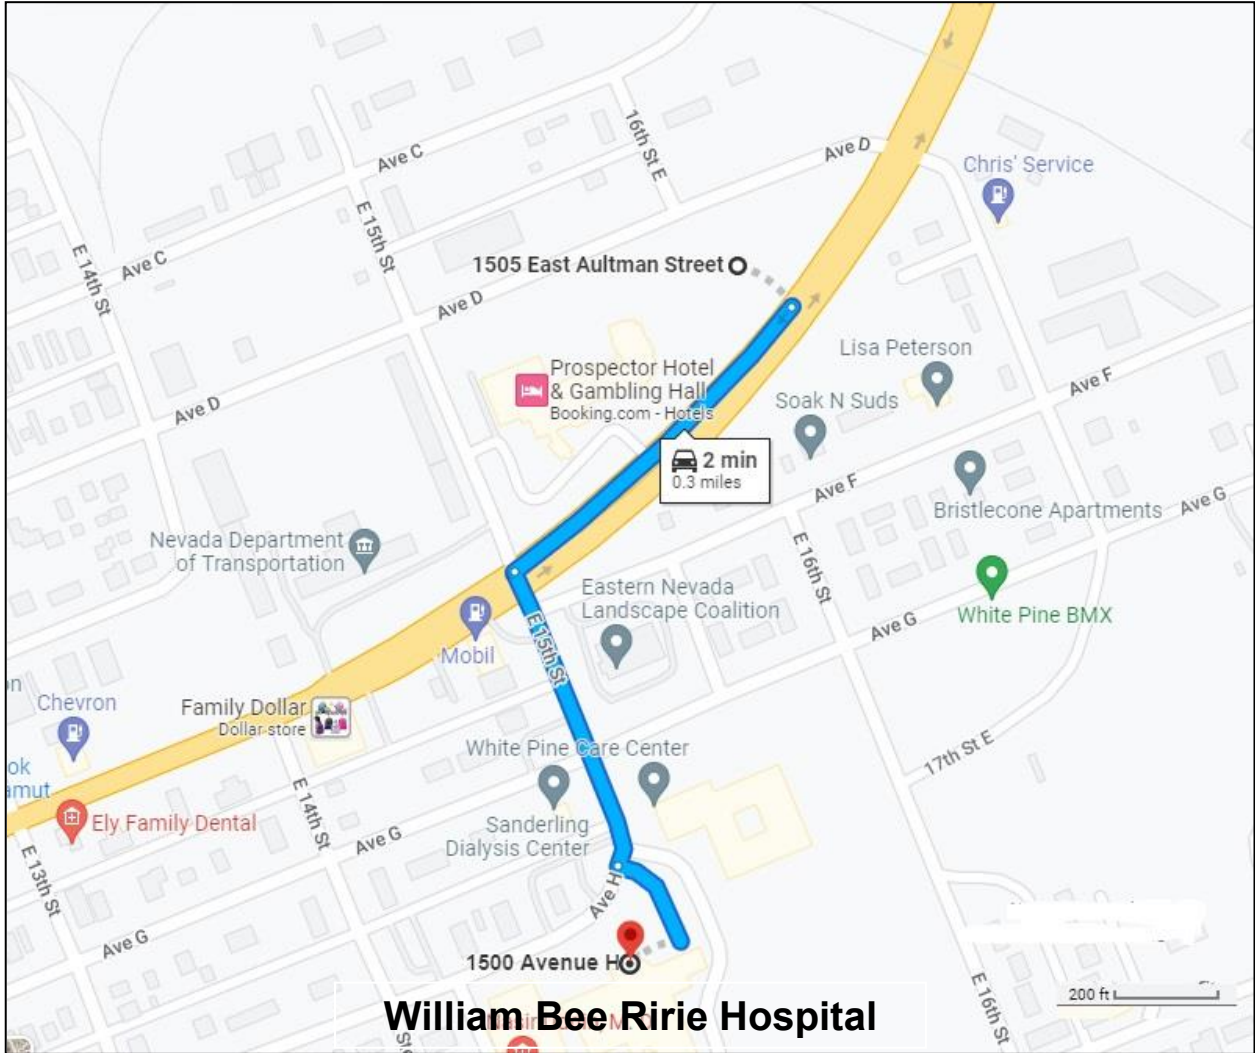 Ave C
16th St E
Ave D
Chris' Service
E 15th St
E 14th St
Ave C
1505 East Aultman Street
Ave D
Lisa Peterson
Prospector Hotel
& Gambling Hall
Booking.com - Hotels
Ave F
Soak N Suds
Ave D
2 min
0.3 miles
Ave F
Bristlecone Apartments
Ave G
Nevada Department
of Transportation
E 16th St
Eastern Nevada
Landscape Coalition
White Pine BMX
Ave G
E 15th St
Mobil
on
Chevron
Family Dollar
Dollar store
White Pine Care Center
17th St E
ok
amut
E 14th St
Ely Family Dental
Sanderling
Dialysis Center
Ave G
E 13th St
Ave H
Ave G
1500 Avenue H
E 16th St
200 ft
William Bee Ririe Hospital